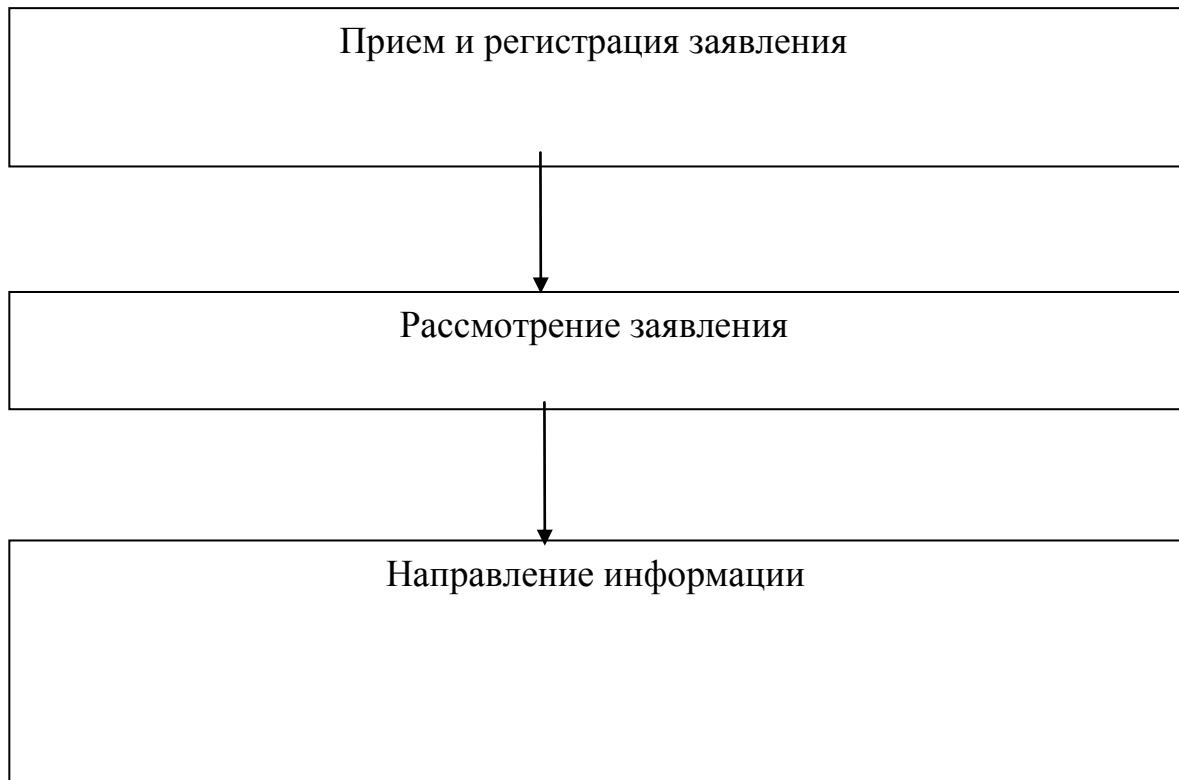 Прием и регистрация заявления
Рассмотрение заявления
Направление информации